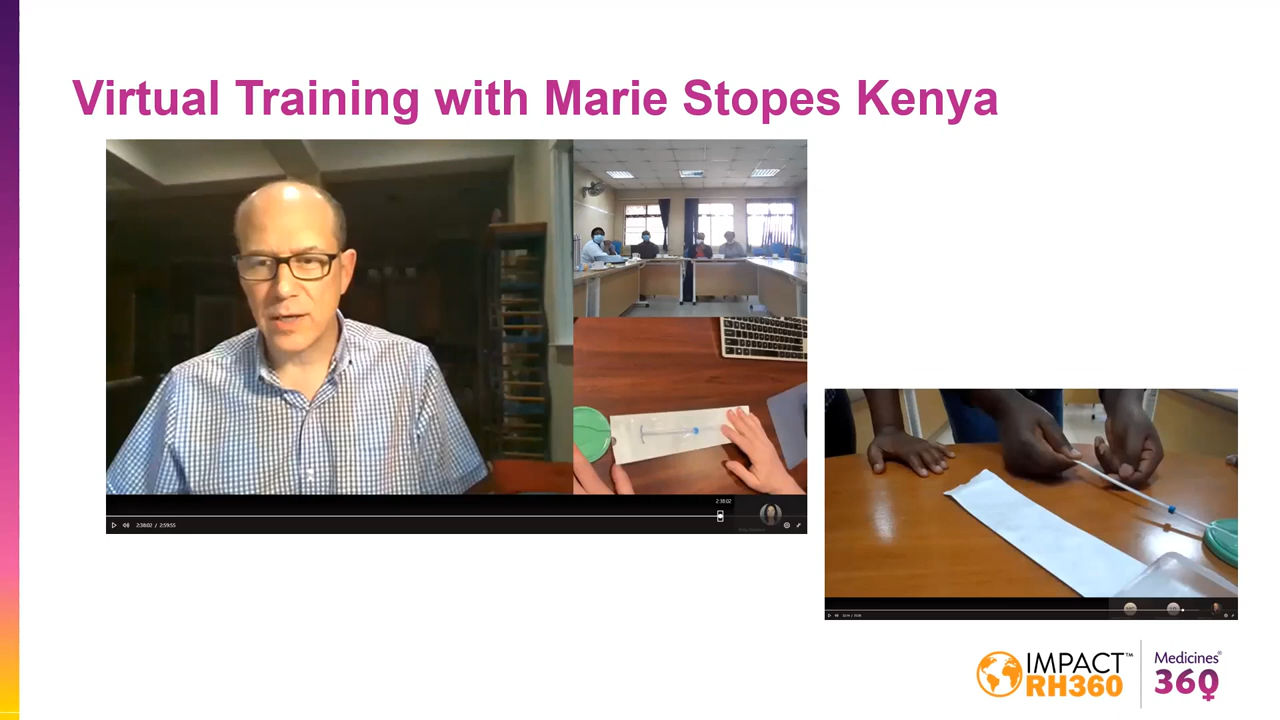 Virtual Training with Marie Stopes Kenya
2:38:02
2:38:02 / 2:59:55
IMPACT™
RH360
Medicines®
360